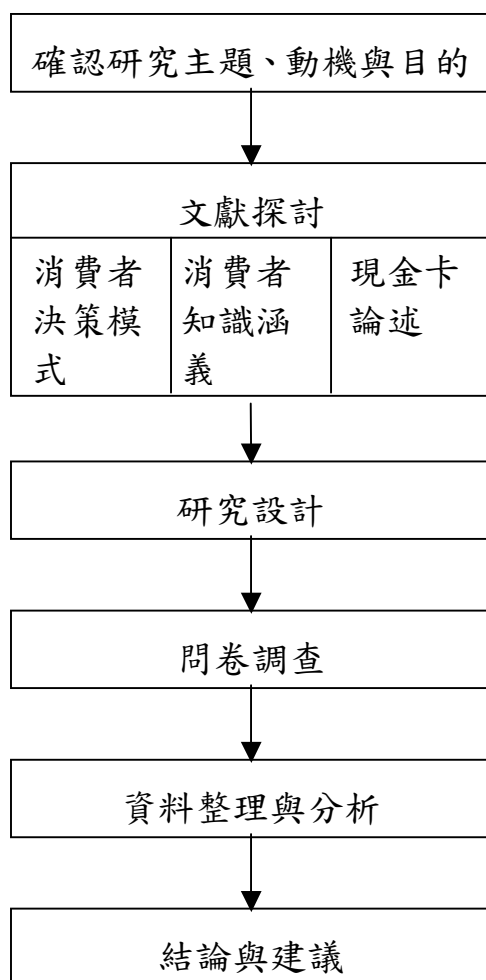 確認研究主題、動機與目的
文獻探討
消費者
決策模
式
消費者
知識涵
義
現金卡
論述
研究設計
問卷調查
資料整理與分析
結論與建議